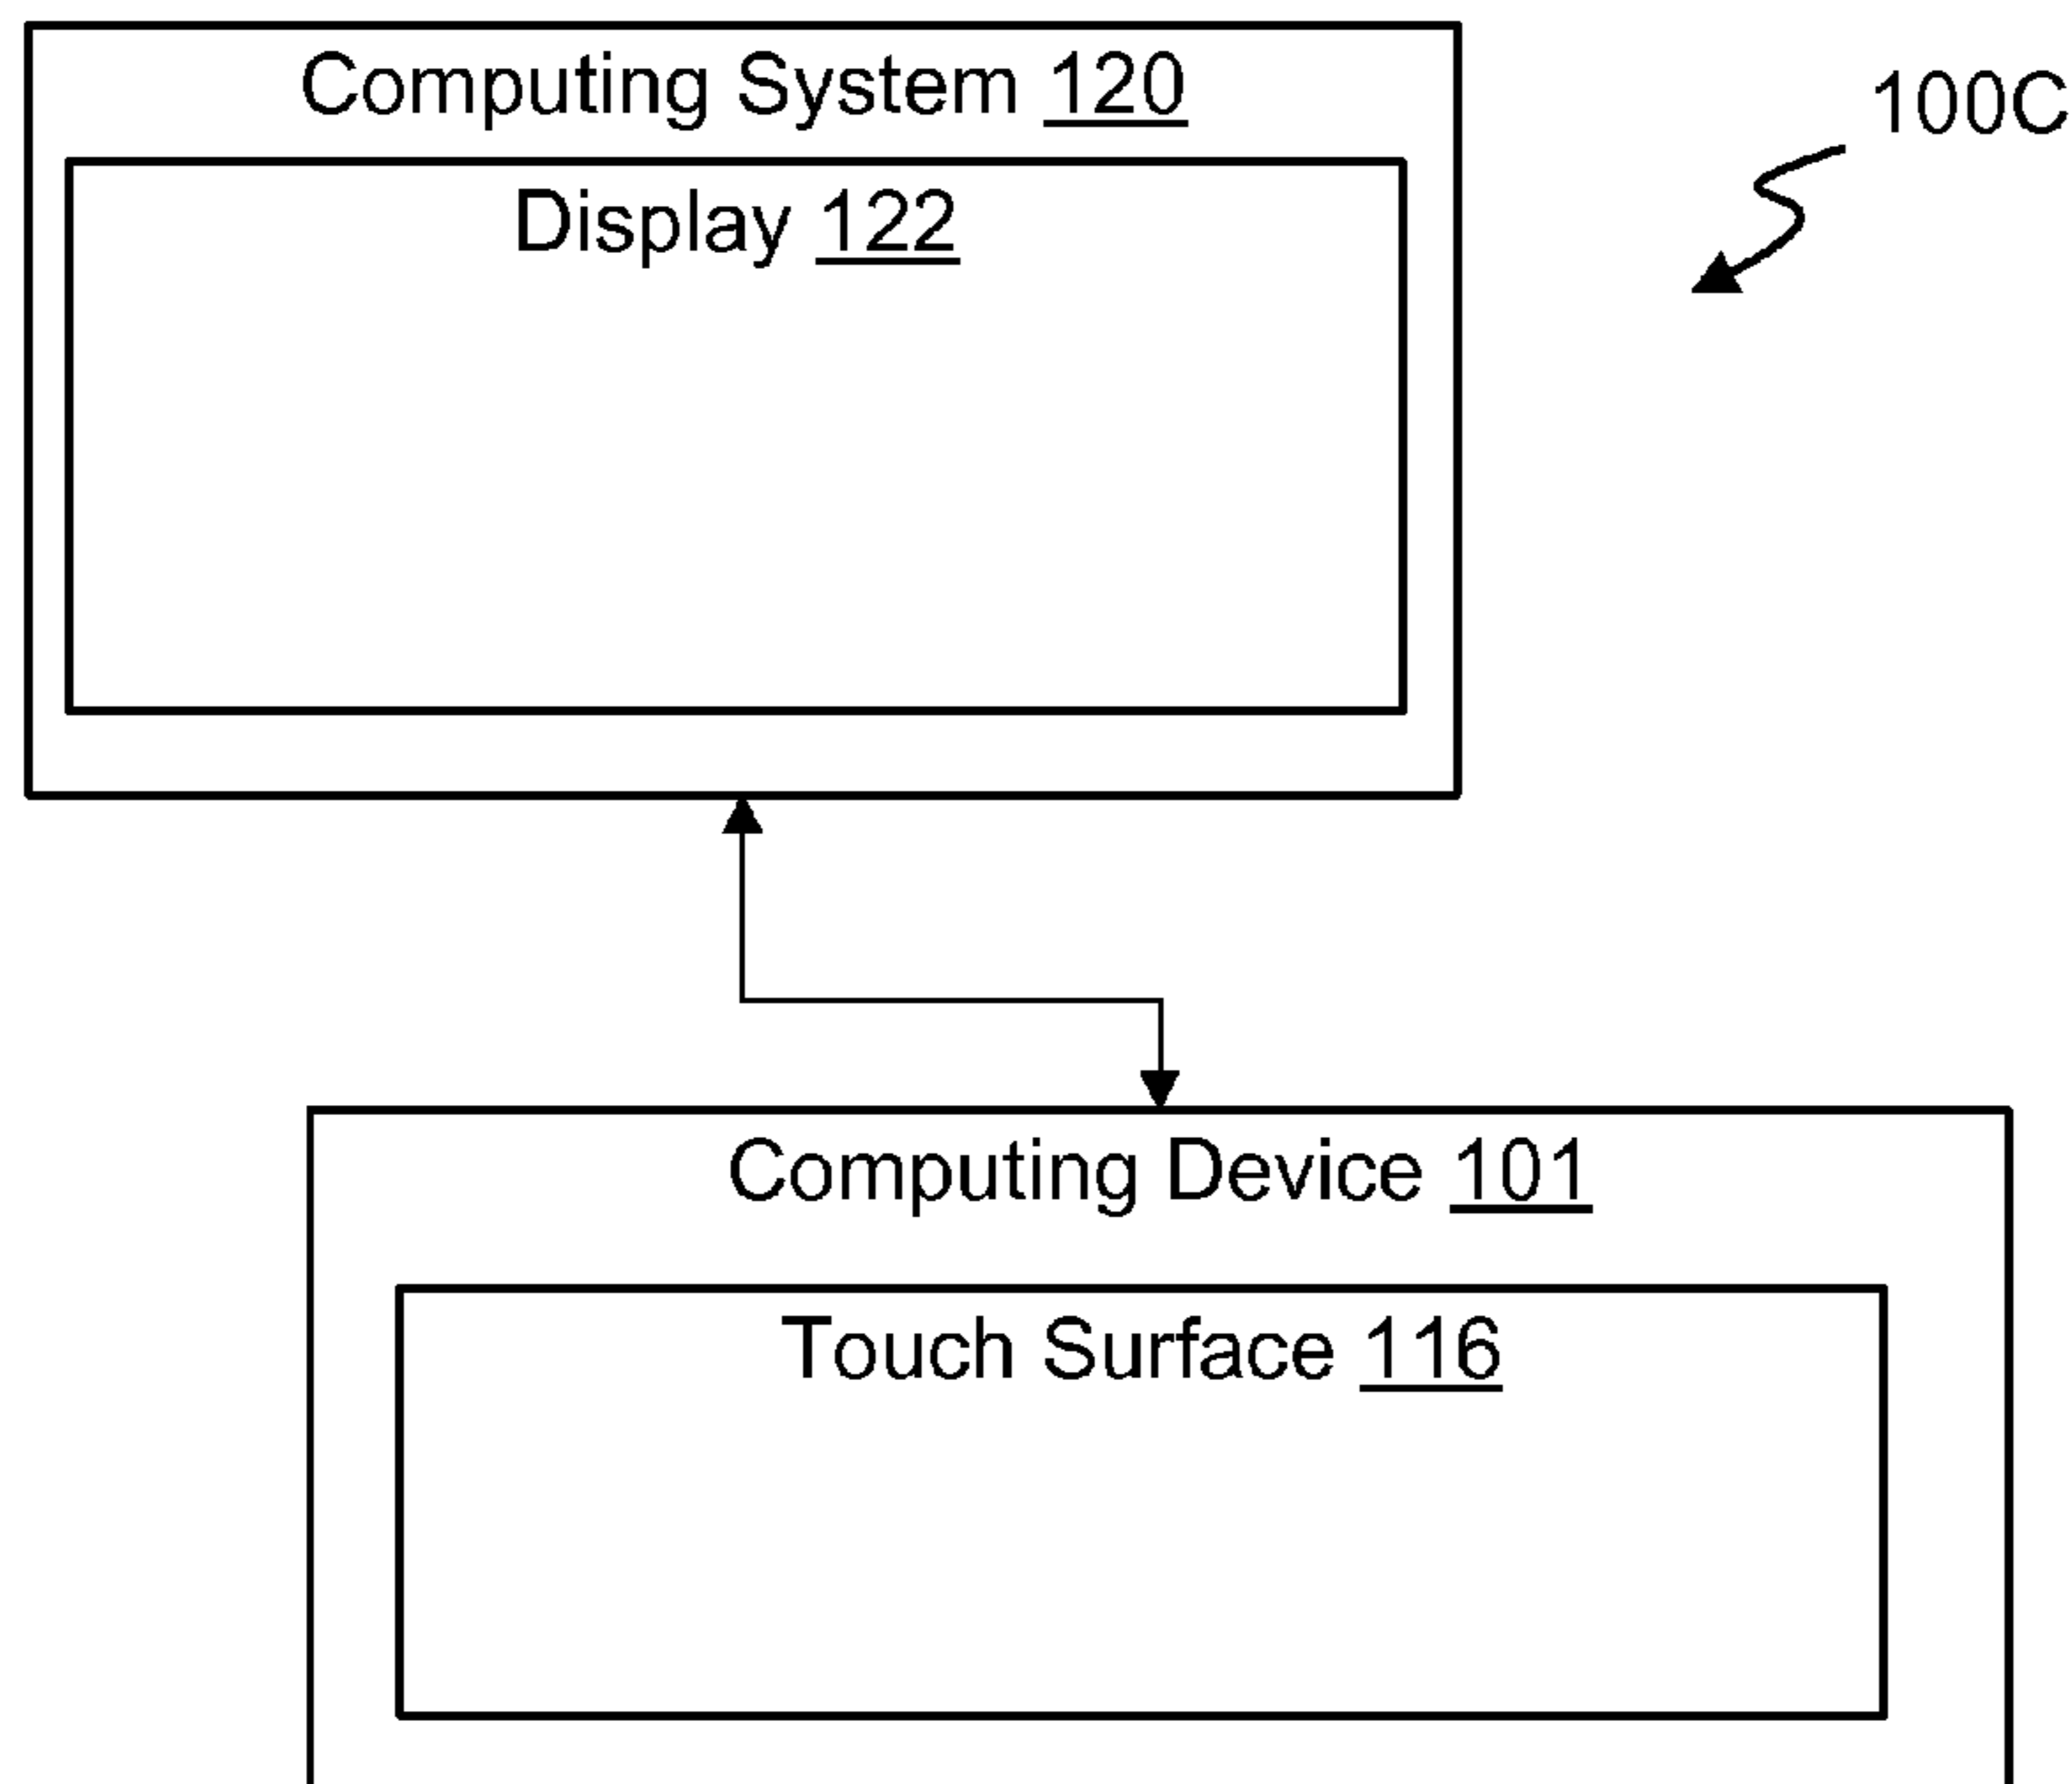 Computing System 120
100C
Display 122
Computing Device 101
Touch Surface 116